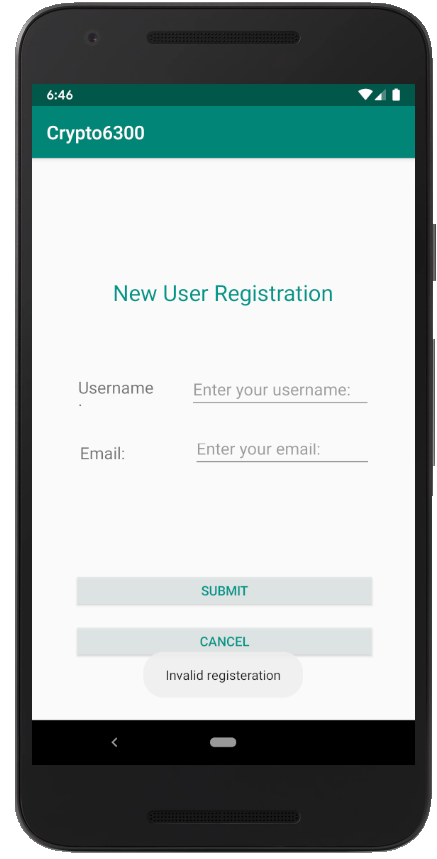 6:46
Crypto6300
New User Registration
Username
:
Enter your username:
Email:
Enter your email:
SUBMIT
CANCEL
Invalid registeration